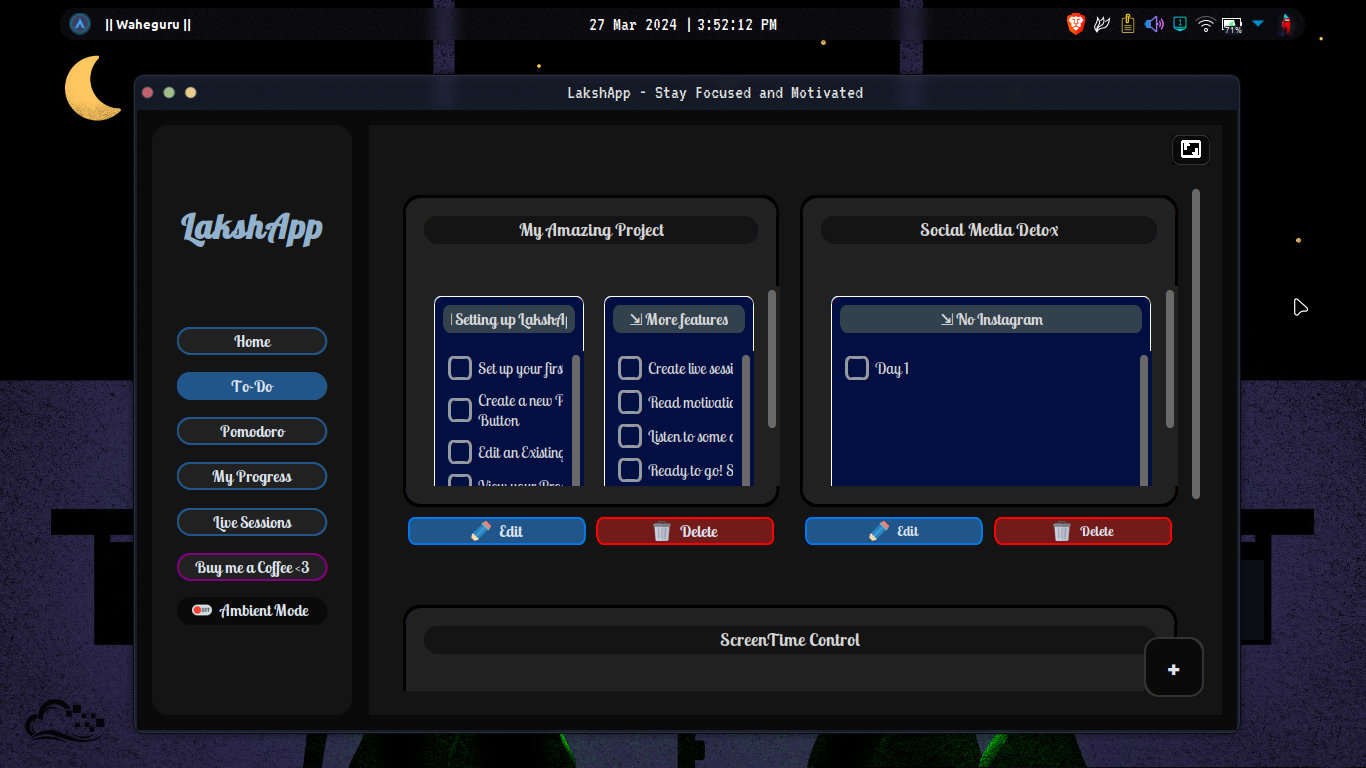 || Waheguru ||
27 Mar 2024 | 3:52:12 PM
71%
LakshApp - Stay Focused and Motivated
LakshApp
Home
To-Do
Pomodoro
My Progress
Live Sessions
Buy me a Coffee <3
OFF Ambient Mode
My Amazing Project
Setting up LakshAp
Set up your firs
Create a new P
Button
Edit an Existing
View your Pro
⇲ More features
Create live sessi
Read motivatio
Listen to some
Ready to go! S
Edit
Delete
Social Media Detox
⇲ No Instagram
Day 1
Edit
Delete
ScreenTime Control
+